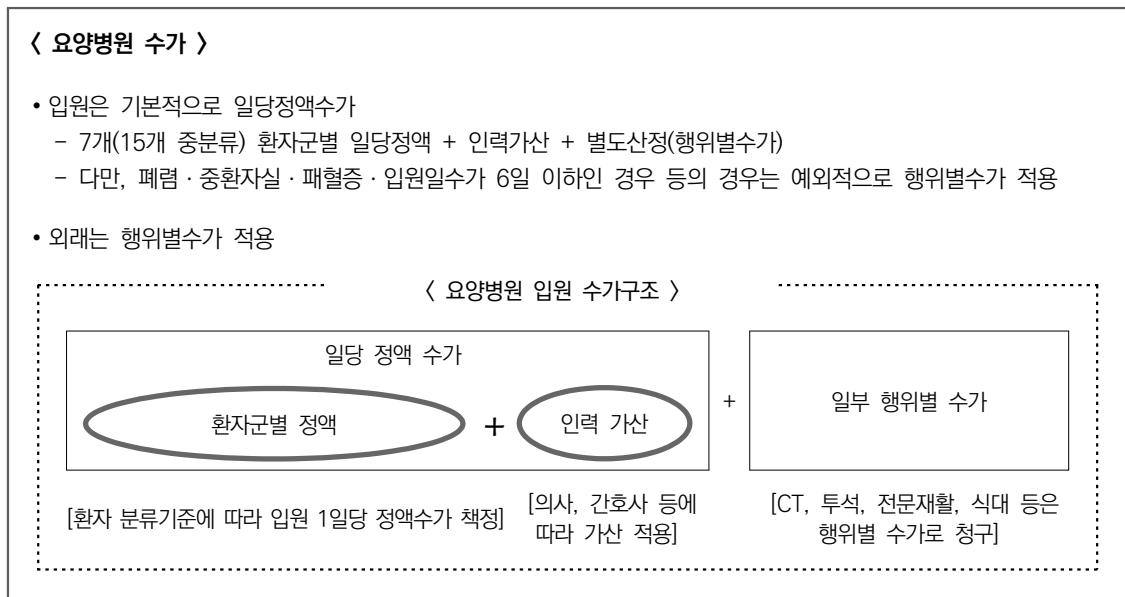 〈 요양병원 수가 〉
• 입원은 기본적으로 일당정액수가
- 7개(15개 중분류) 환자군별 일당정액 + 인력가산 + 별도산정(행위별수가)
- 다만, 폐렴 · 중환자실 · 패혈증 · 입원일수가 6일 이하인 경우 등의 경우는 예외적으로 행위별수가 적용
• 외래는 행위별수가 적용
〈 요양병원 입원 수가구조 〉
일당 정액 수가
환자군별 정액 + 인력 가산 + 일부 행위별 수가
[환자 분류기준에 따라 입원 1일당 정액수가 책정]
[의사, 간호사 등에
따라 가산 적용]
[CT, 투석, 전문재활, 식대 등은
행위별 수가로 청구]